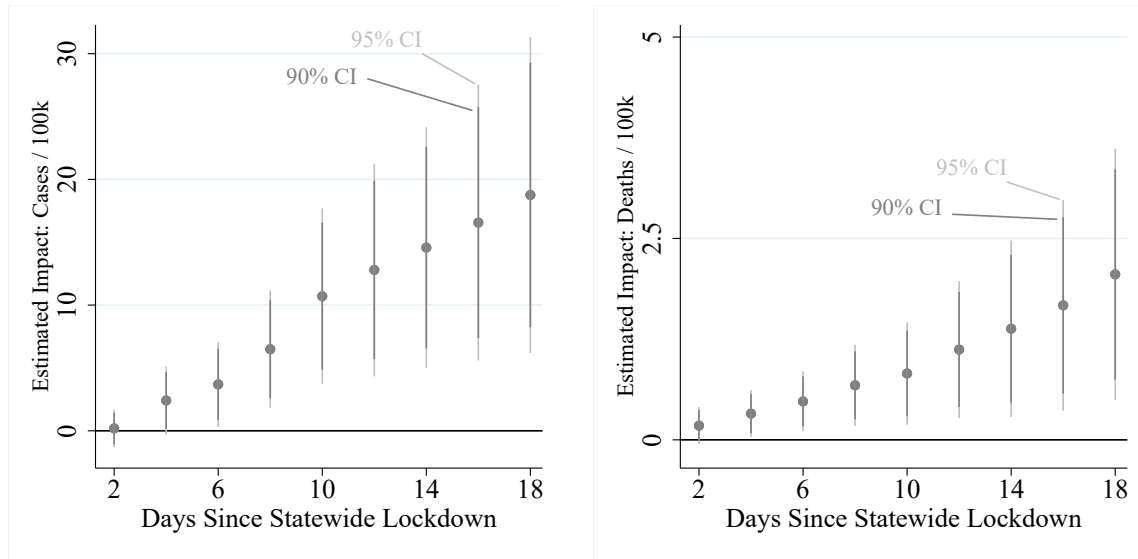 Estimated Impact: Cases / 100k
30
20
10
0
95% CI
90% CI
2 6 10 14 18
Days Since Statewide Lockdown
Estimated Impact: Deaths / 100k
5
2.5
0
95% CI
90% CI
2 6 10 14 18
Days Since Statewide Lockdown